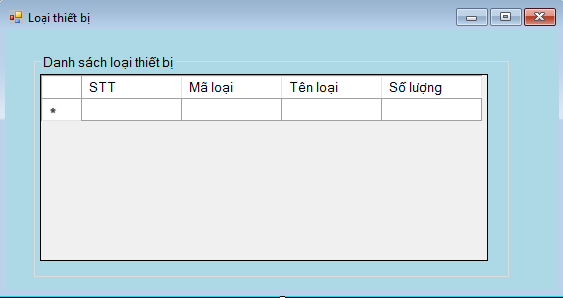 Loại thiết bị
Danh sách loại thiết bị
STT Mã loại Tên loại Số lượng
*